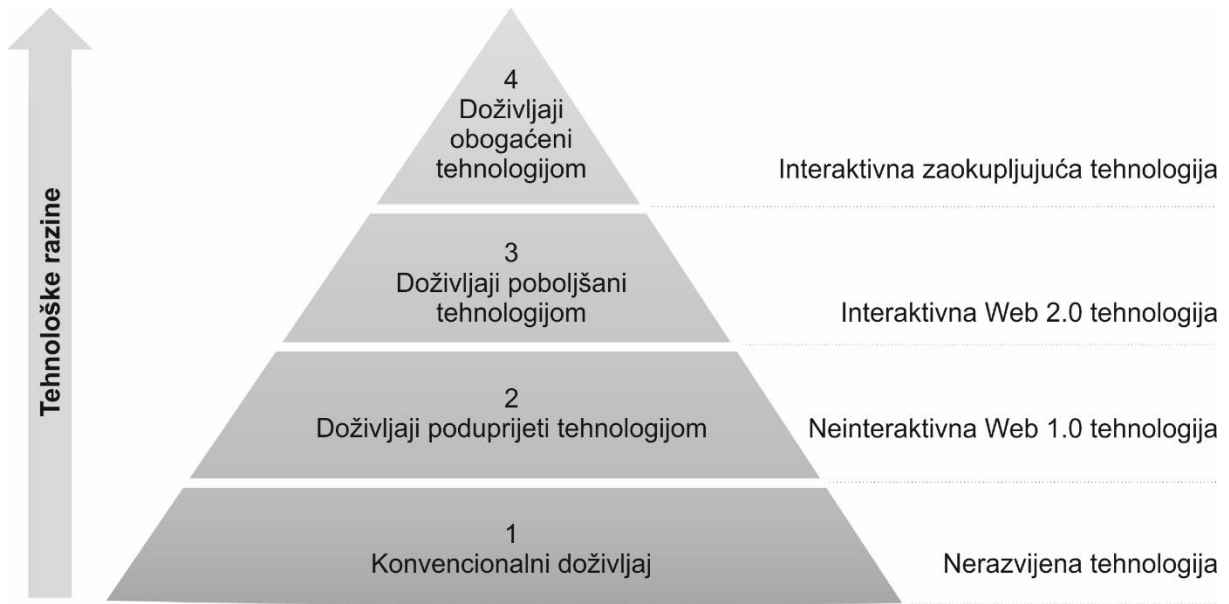 Tehnološke razine
4
Doživljaji
obogaćeni
tehnologijom
Interaktivna zaokupljujuća tehnologija
3
Doživljaji poboljšani
tehnologijom
Interaktivna Web 2.0 tehnologija
2
Doživljaji poduprijeti tehnologijom
Neinteraktivna Web 1.0 tehnologija
1
Konvencionalni doživljaj
Nerazvijena tehnologija